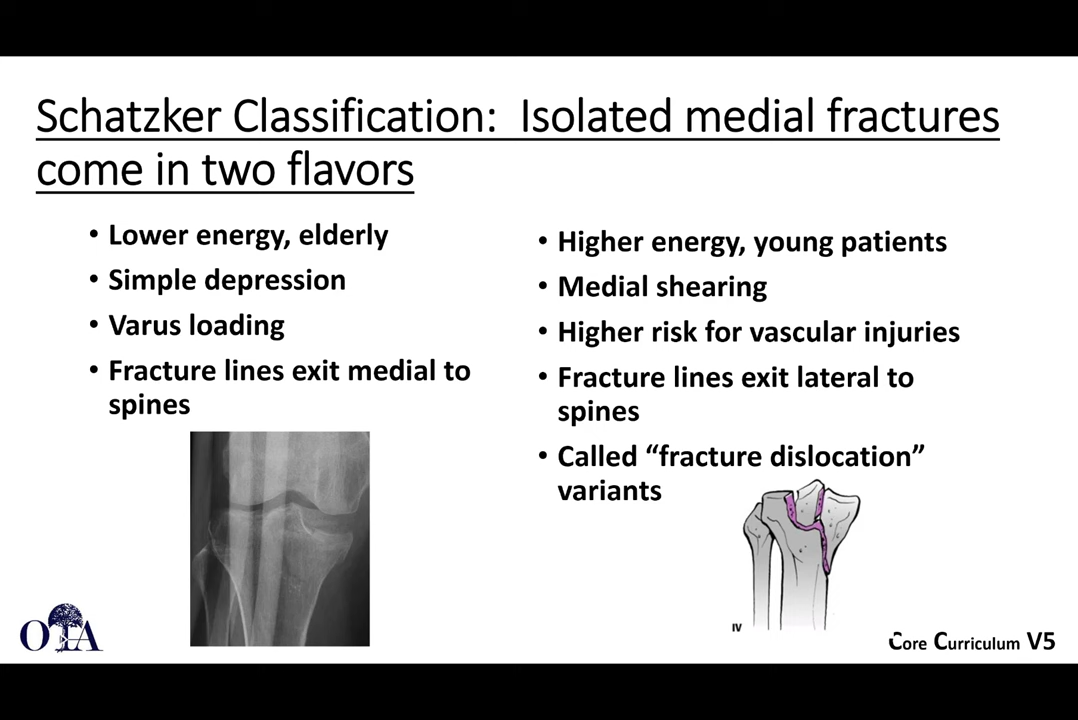 Schatzker Classification:  Isolated medial fractures
come in two flavors
• Lower energy, elderly
• Simple depression
• Varus loading
• Fracture lines exit medial to
spines
• Higher energy, young patients
• Medial shearing
• Higher risk for vascular injuries
• Fracture lines exit lateral to
spines
• Called “fracture dislocation”
variants
IV
OTA
Core Curriculum V5